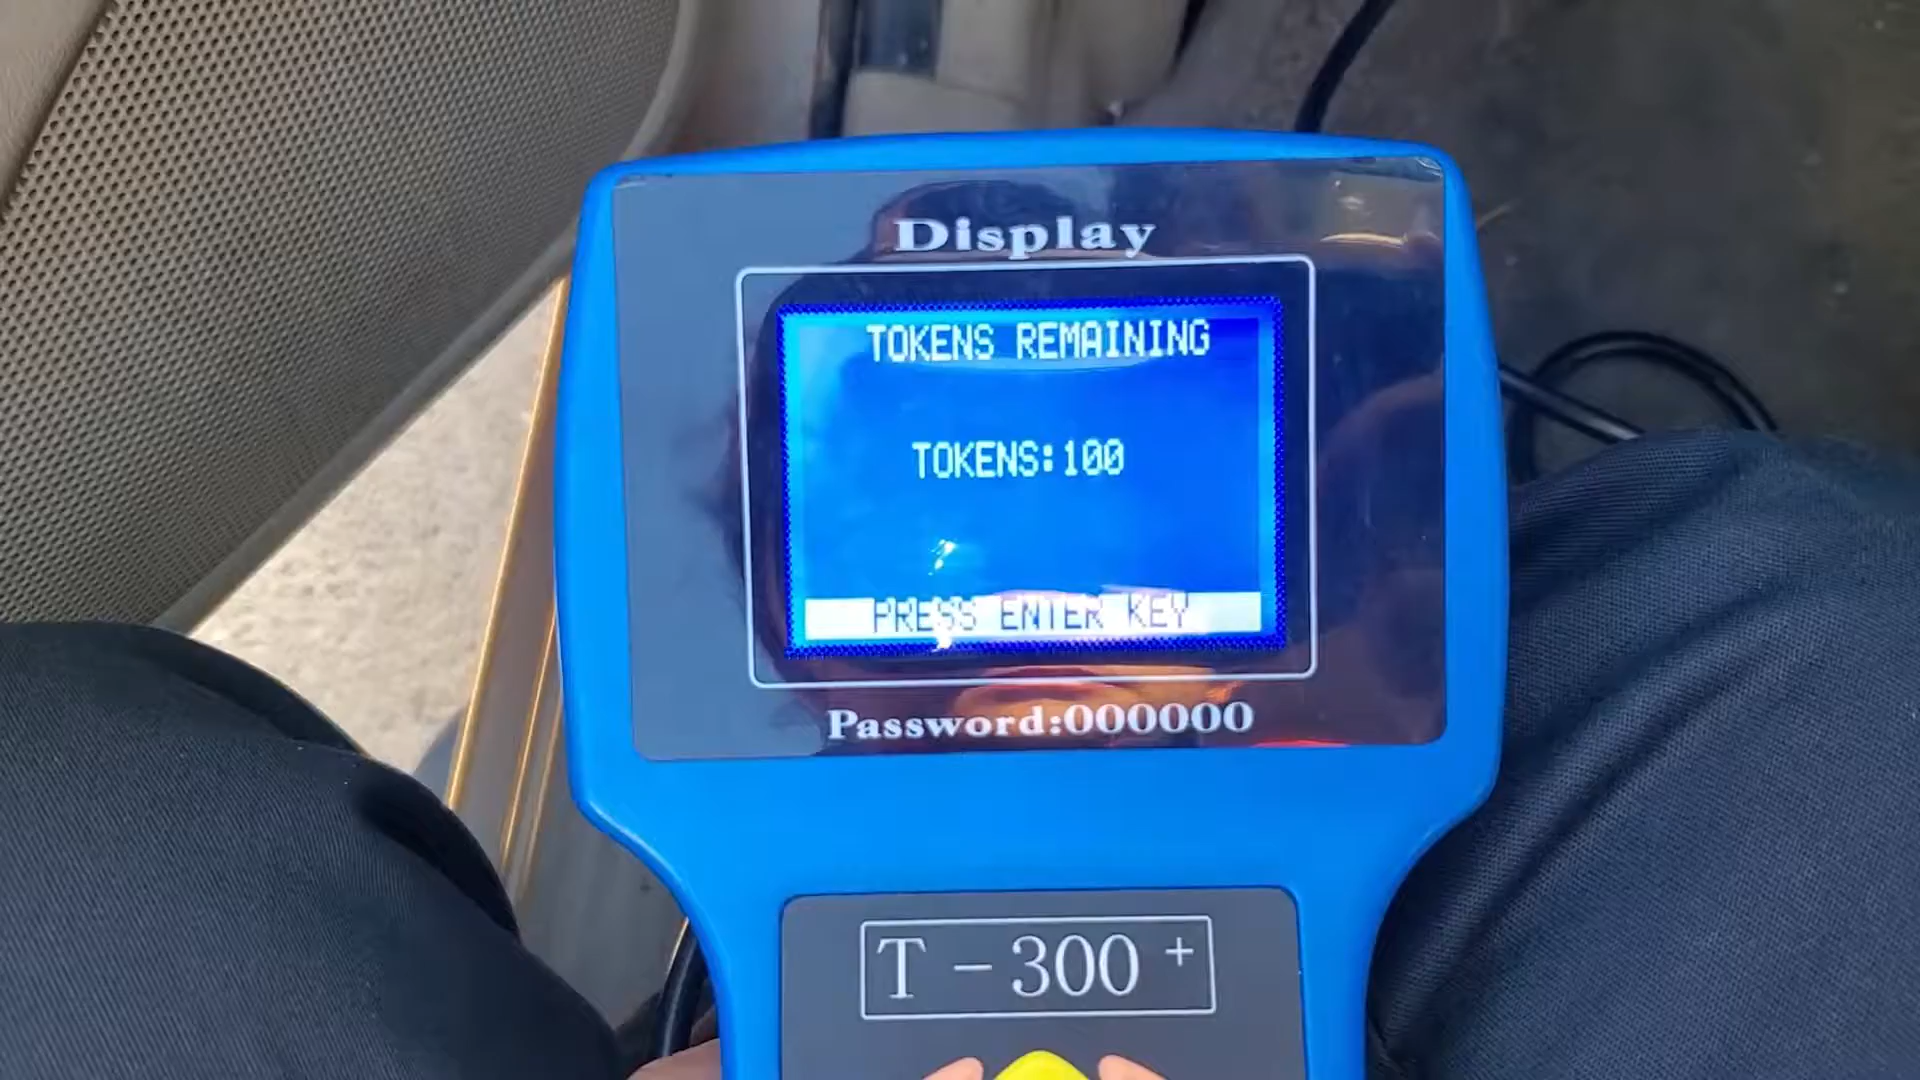 Display
TOKENS REMAINING
TOKENS:100
PRESS ENTER KEY
Password:000000
T-300+